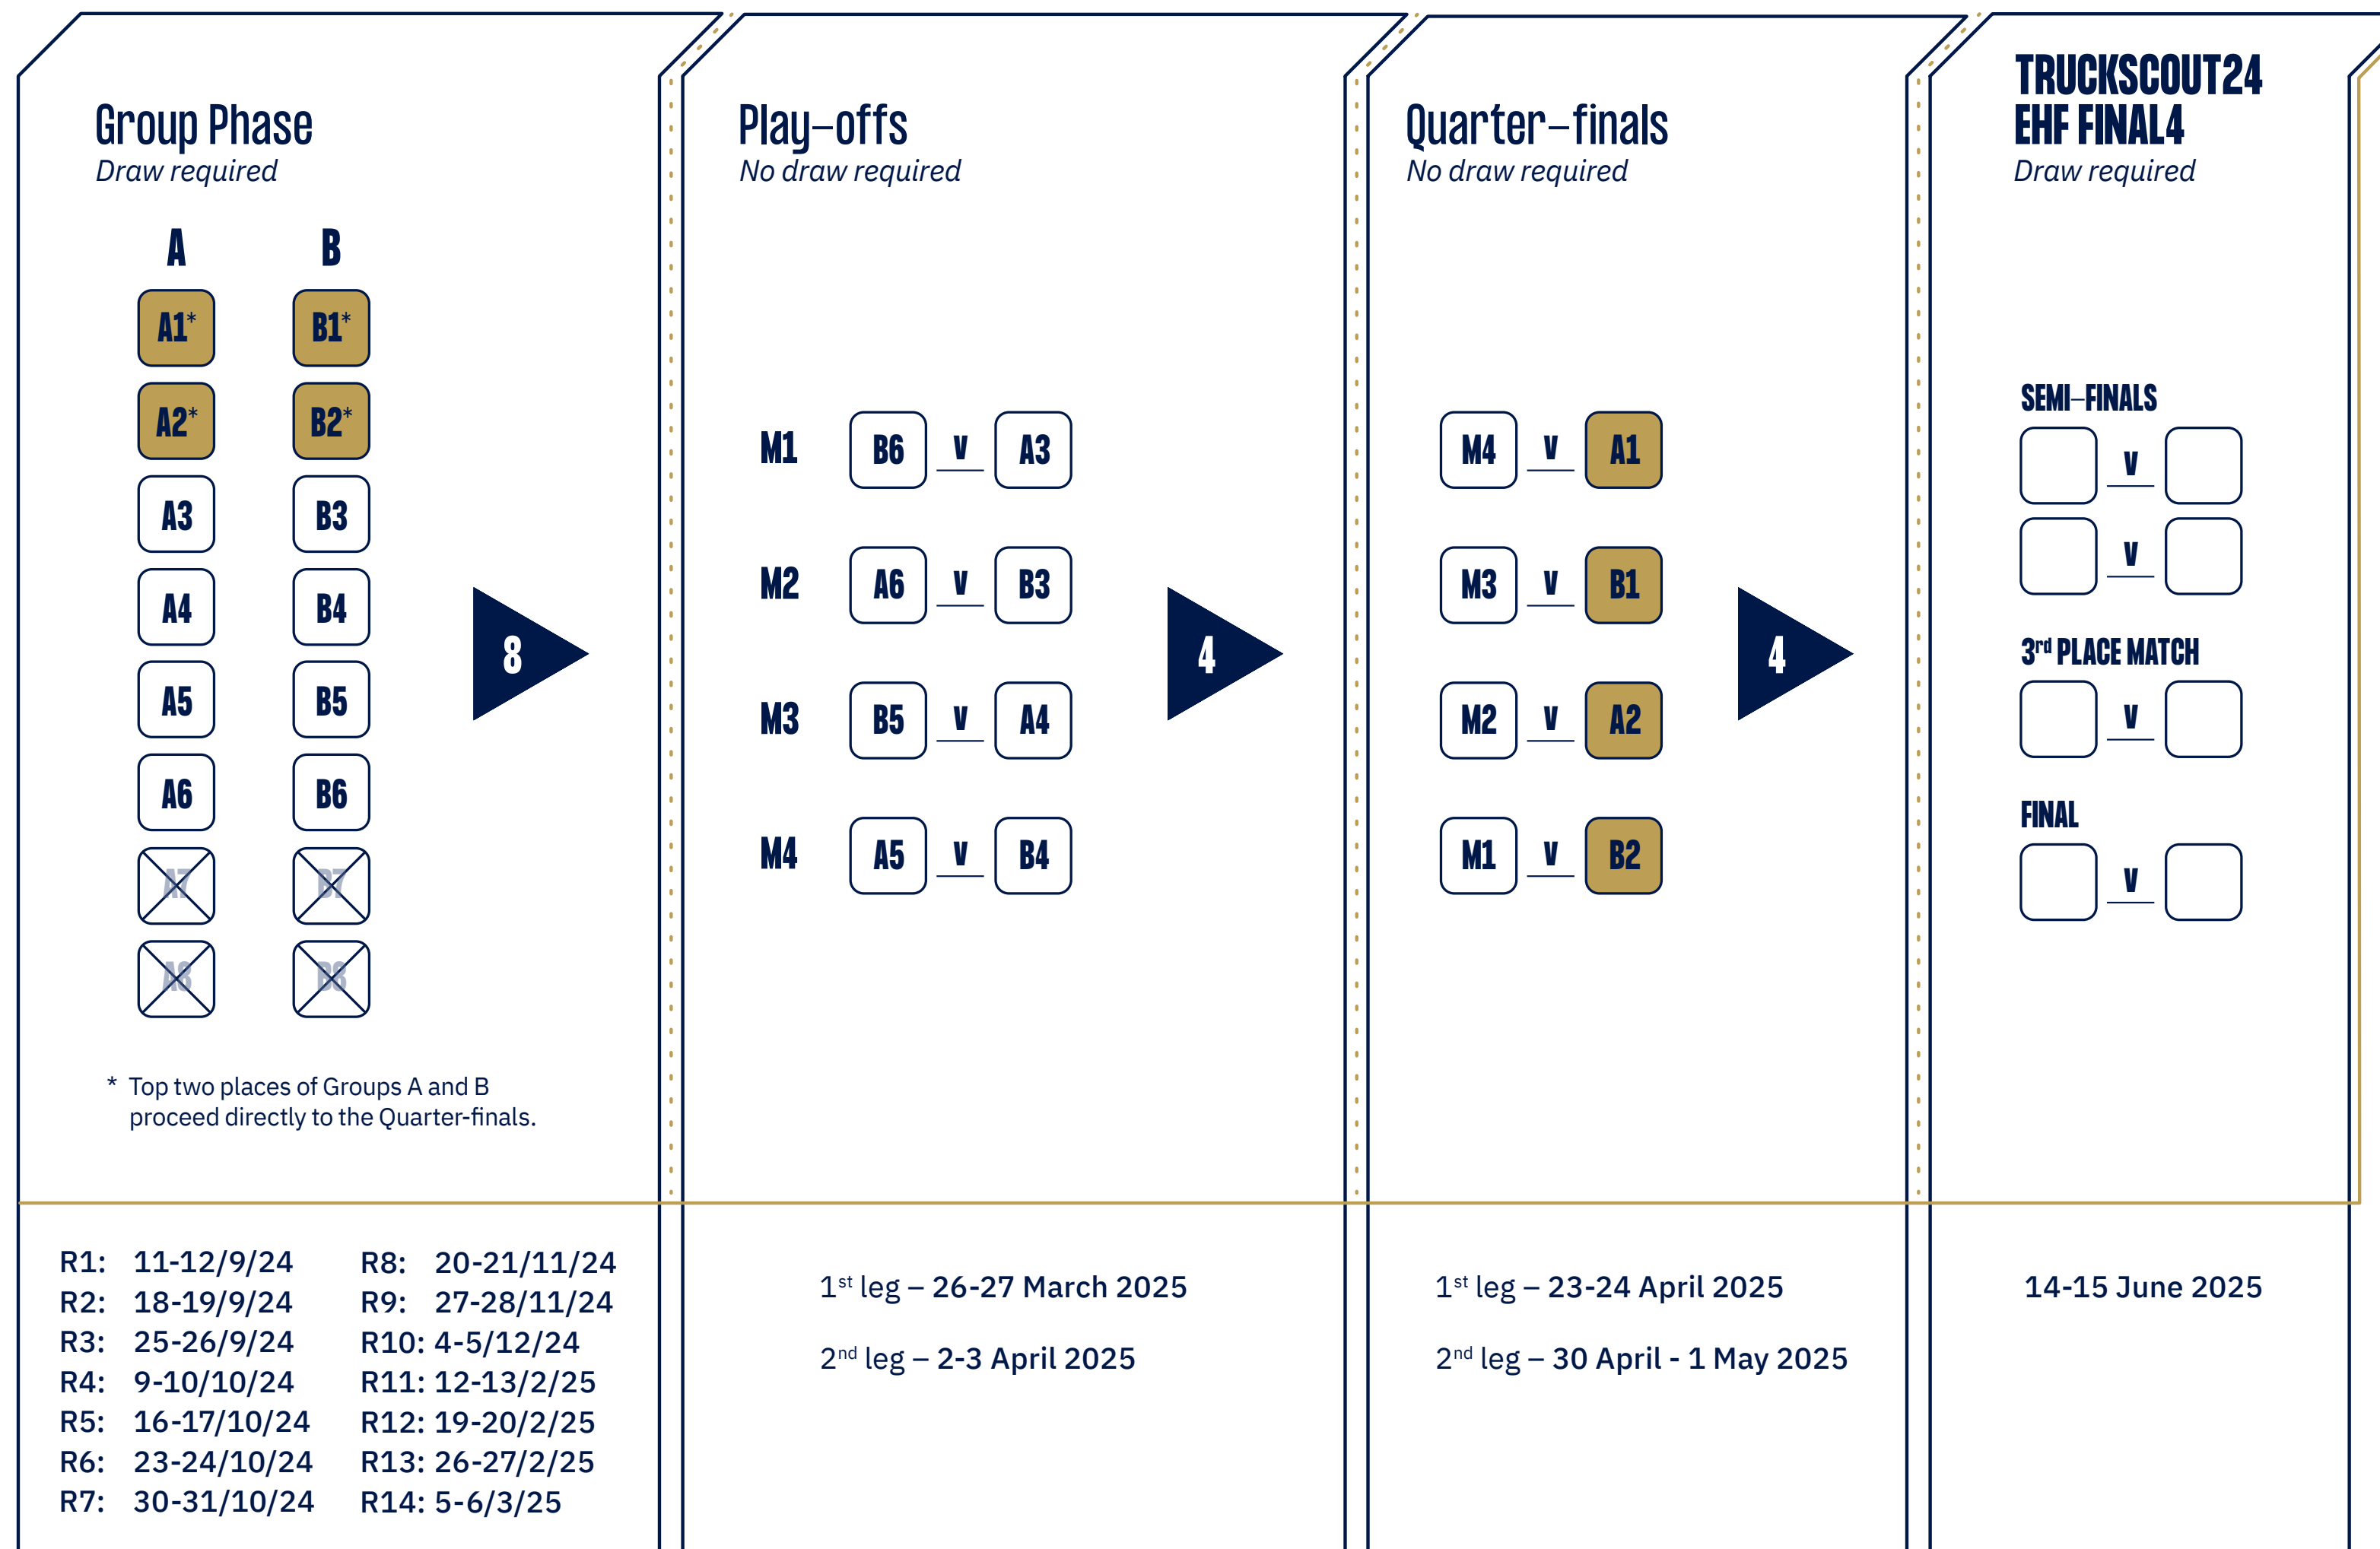 Group Phase
Draw required
A B
A1* B1*
A2* B2*
A3 B3
A4 B4
A5 B5
A6 B6
A7 B7
A8 B8
8
* Top two places of Groups A and B
proceed directly to the Quarter-finals.
R1: 11-12/9/24
R2: 18-19/9/24
R3: 25-26/9/24
R4: 9-10/10/24
R5: 16-17/10/24
R6: 23-24/10/24
R7: 30-31/10/24
R8: 20-21/11/24
R9: 27-28/11/24
R10: 4-5/12/24
R11: 12-13/2/25
R12: 19-20/2/25
R13: 26-27/2/25
R14: 5-6/3/25
Play-offs
No draw required
M1 B6 V A3
M2 A6 V B3
M3 B5 V A4
M4 A5 V B4
4
1st leg – 26-27 March 2025
2nd leg – 2-3 April 2025
Quarter-finals
No draw required
M4 V A1
M3 V B1
M2 V A2
M1 V B2
4
1st leg – 23-24 April 2025
2nd leg – 30 April - 1 May 2025
TRUCKSCOUT24
EHF FINAL4
Draw required
SEMI-FINALS
V
V
3rd PLACE MATCH
V
FINAL
V
14-15 June 2025